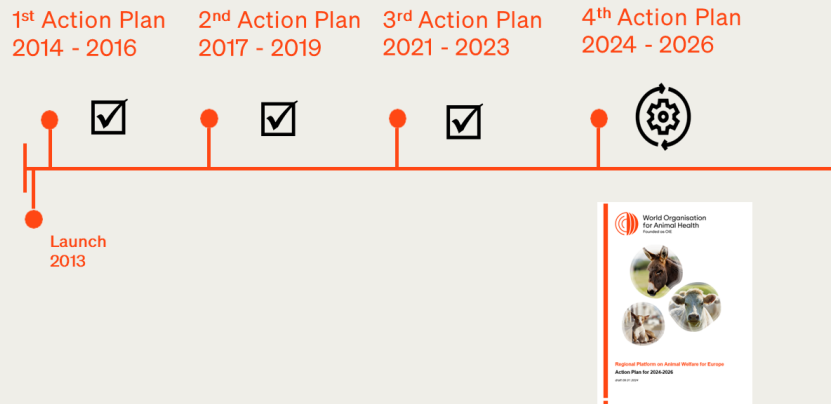 1st Action Plan
2014 - 2016
2nd Action Plan
2017 - 2019
3rd Action Plan
2021 - 2023
4th Action Plan
2024 - 2026
Launch
2013
World Organisation
for Animal Health
Founded as OIE
Regional Platform on Animal Welfare for Europe
Action Plan for 2024-2026